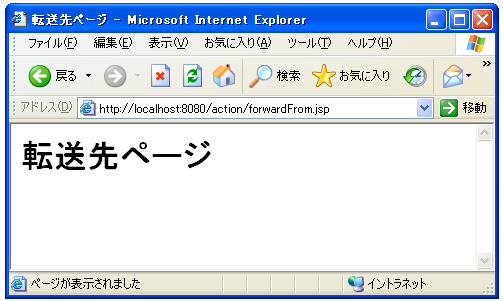 転送先ページ - Microsoft Internet Explorer
ファイル(F) 編集(E) 表示(V) お気に入り(A) ツール(T) ヘルプ(H)
戻る 検索 お気に入り
アドレス(D) http://localhost:8080/action/forwardFrom.jsp 移動
転送先ページ
ページが表示されました イントラネット